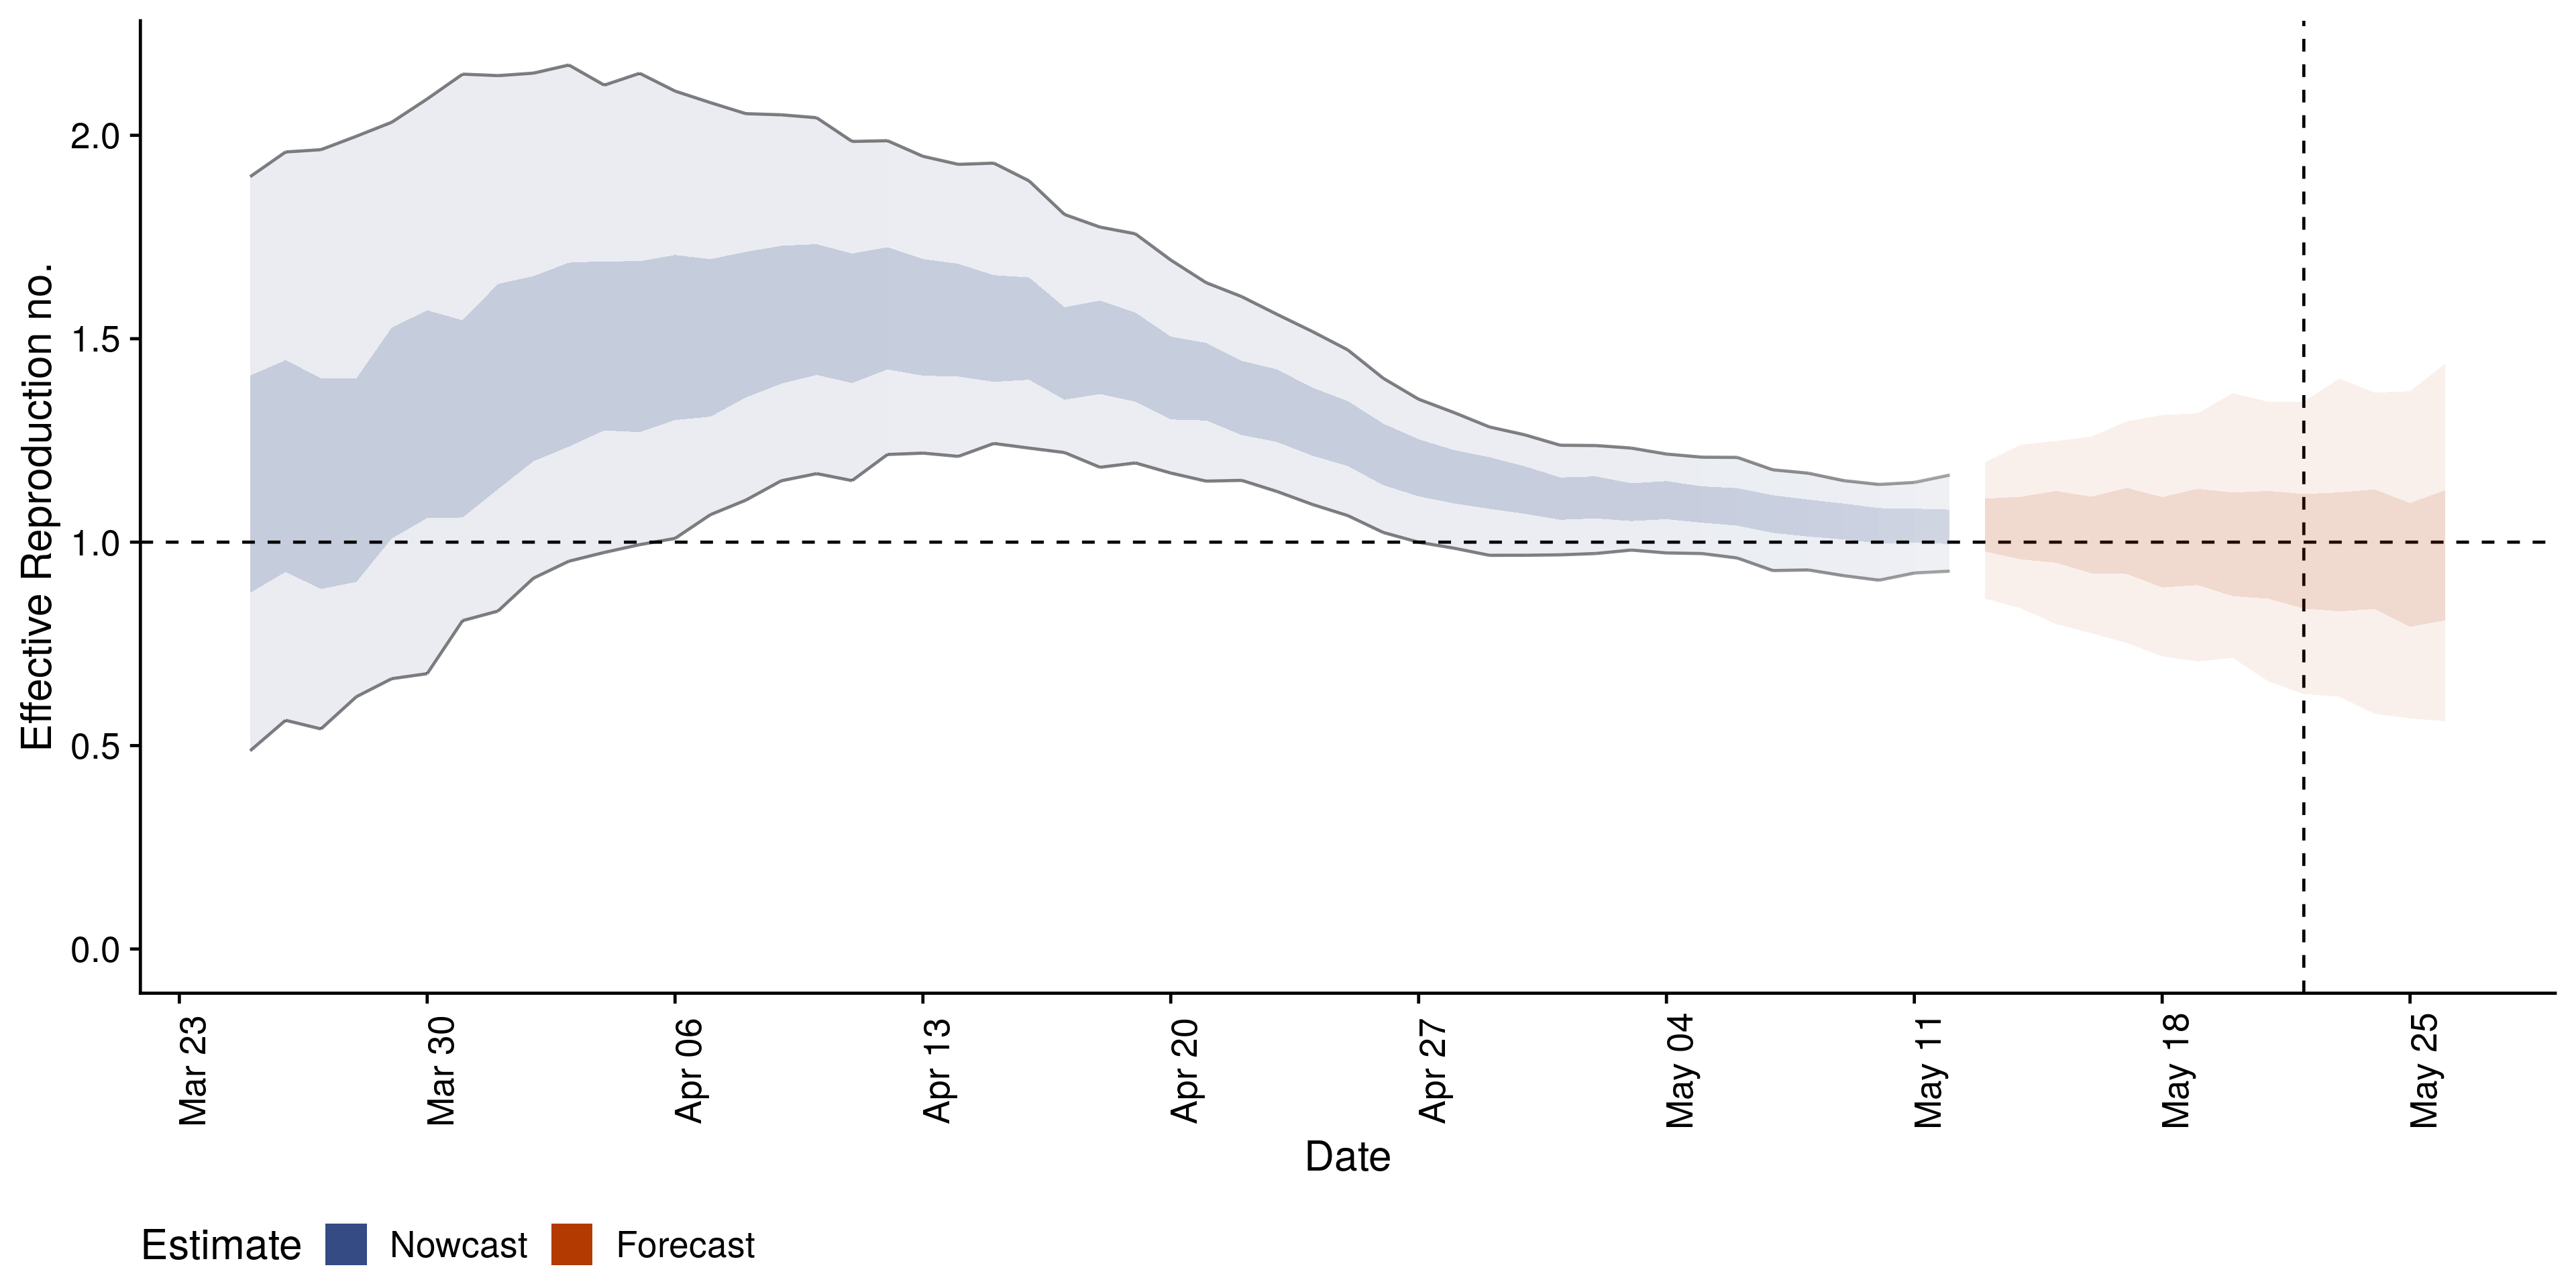 Effective Reproduction no.
2.0
1.5
1.0
0.5
0.0
Mar 23
Mar 30
Apr 06
Apr 13
Apr 20
Apr 27
May 04
May 11
May 18
May 25
Date
Estimate Nowcast Forecast